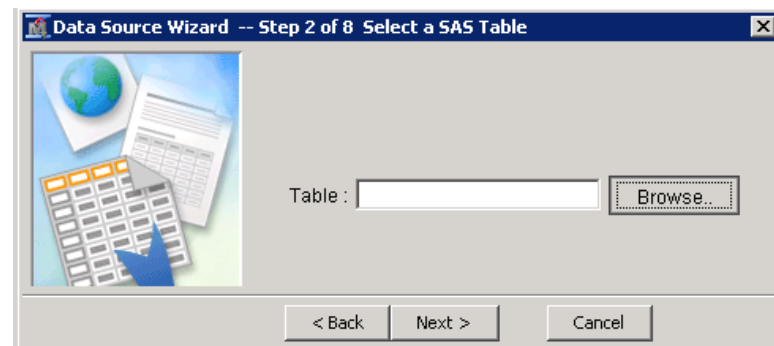 Data Source Wizard -- Step 2 of 8 Select a SAS Table
Table :
Browse..
< Back
Next >
Cancel